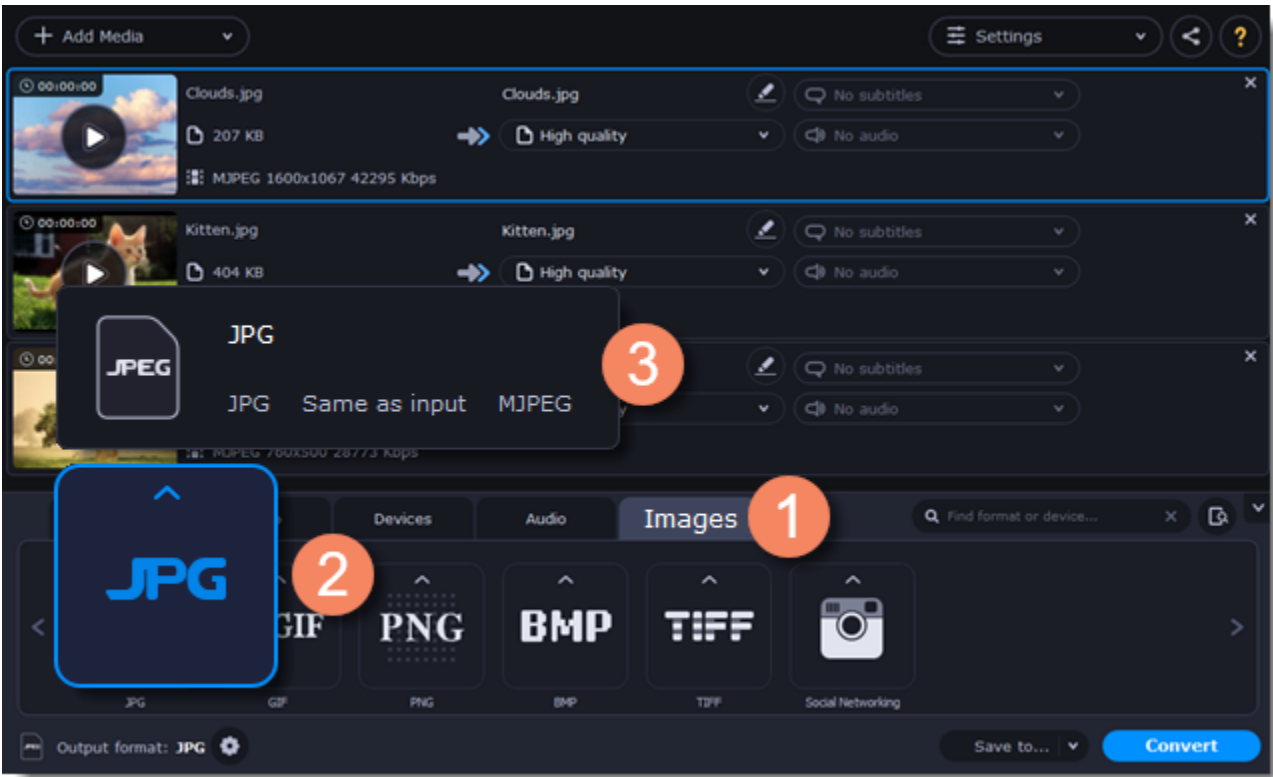 Add Media
Settings
?
00:00:00
Clouds.jpg
Clouds.jpg
No subtitles
207 KB
High quality
No audio
MJPEG 1600x1067 42295 Kbps
00:00:00
Kitten.jpg
Kitten.jpg
No subtitles
404 KB
High quality
No audio
JPEG
JPG
JPG Same as input MJPEG
3
00
No subtitles
No audio
MJPEG 760x500 28773 Kbps
Devices
Audio
Images
1
Find format or device...
JPG
2
GIF
PNG
BMP
TIFF
JPG
GIF
PNG
BMP
TIFF
Social Networking
JPEG
Output format: JPG
Save to...
Convert